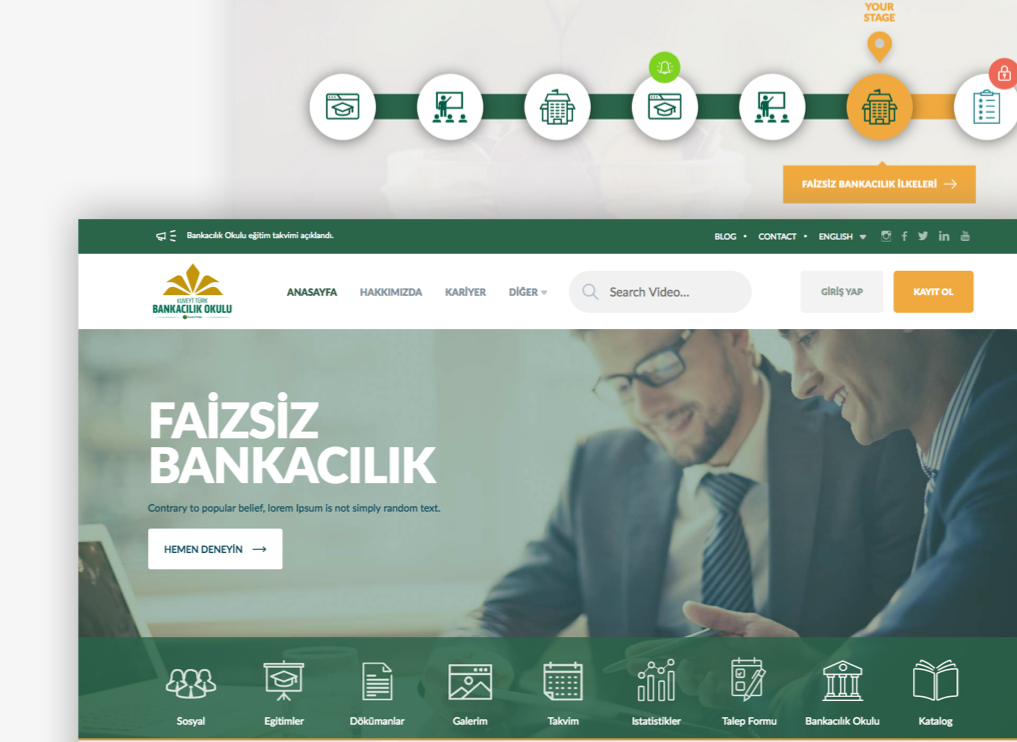 YOUR
STAGE
FAİZSİZ BANKACILIK İLKELERİ
Bankacılık Okulu eğitim takvimi açıklandı.
BLOG • CONTACT • ENGLISH
KUVEYT TÜRK
BANKACILIK OKULU
ANASAYFA HAKKIMIZDA KARİYER DİĞER Search Video... GİRİŞ YAP KAYIT OL
FAİZSİZ
BANKACILIK
Contrary to popular belief, lorem Ipsum is not simply random text.
HEMEN DENEYİN
Sosyal Egitimler Dökümanlar Galerim Takvim Istatistikler Talep Formu Bankacılık Okulu Katalog